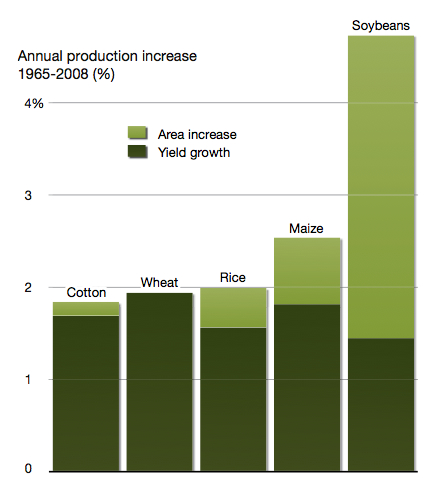 Soybeans
Annual production increase
1965-2008 (%)
4%
Area increase
Yield growth
3
Maize
Rice
Wheat
Cotton
2
1
0